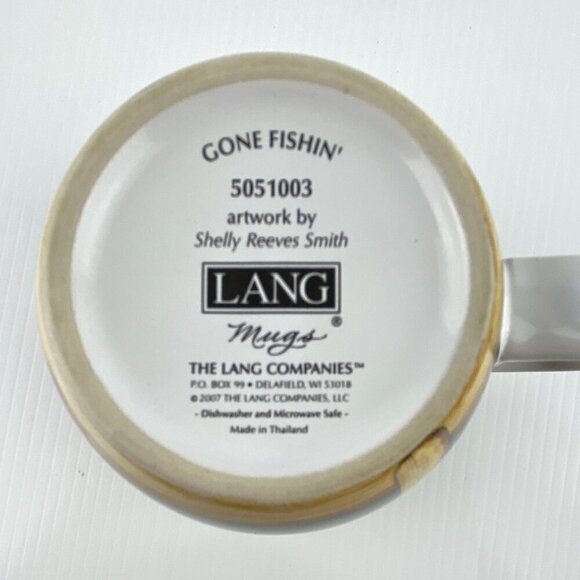 GONE FISHIN'
5051003
artwork by
Shelly Reeves Smith
LANG
Mugs®
THE LANG COMPANIES™
P.O. BOX 99 • DELAFIELD, WI 53018
© 2007 THE LANG COMPANIES, LLC
- Dishwasher and Microwave Safe -
Made in Thailand